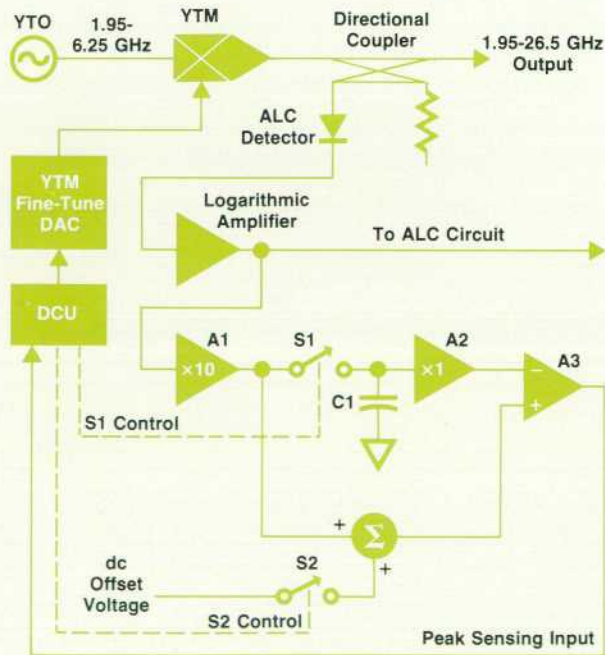 YTO
1.95-
6.25 GHz
YTM
Directional
Coupler
1.95-26.5 GHz
Output
ALC
Detector
YTM
Fine-Tune
DAC
Logarithmic
Amplifier
To ALC Circuit
DCU
A1
×10
S1
A2
×1
A3
−
+
C1
S1 Control
+
Σ
+
dc
Offset
Voltage
S2
S2 Control
Peak Sensing Input